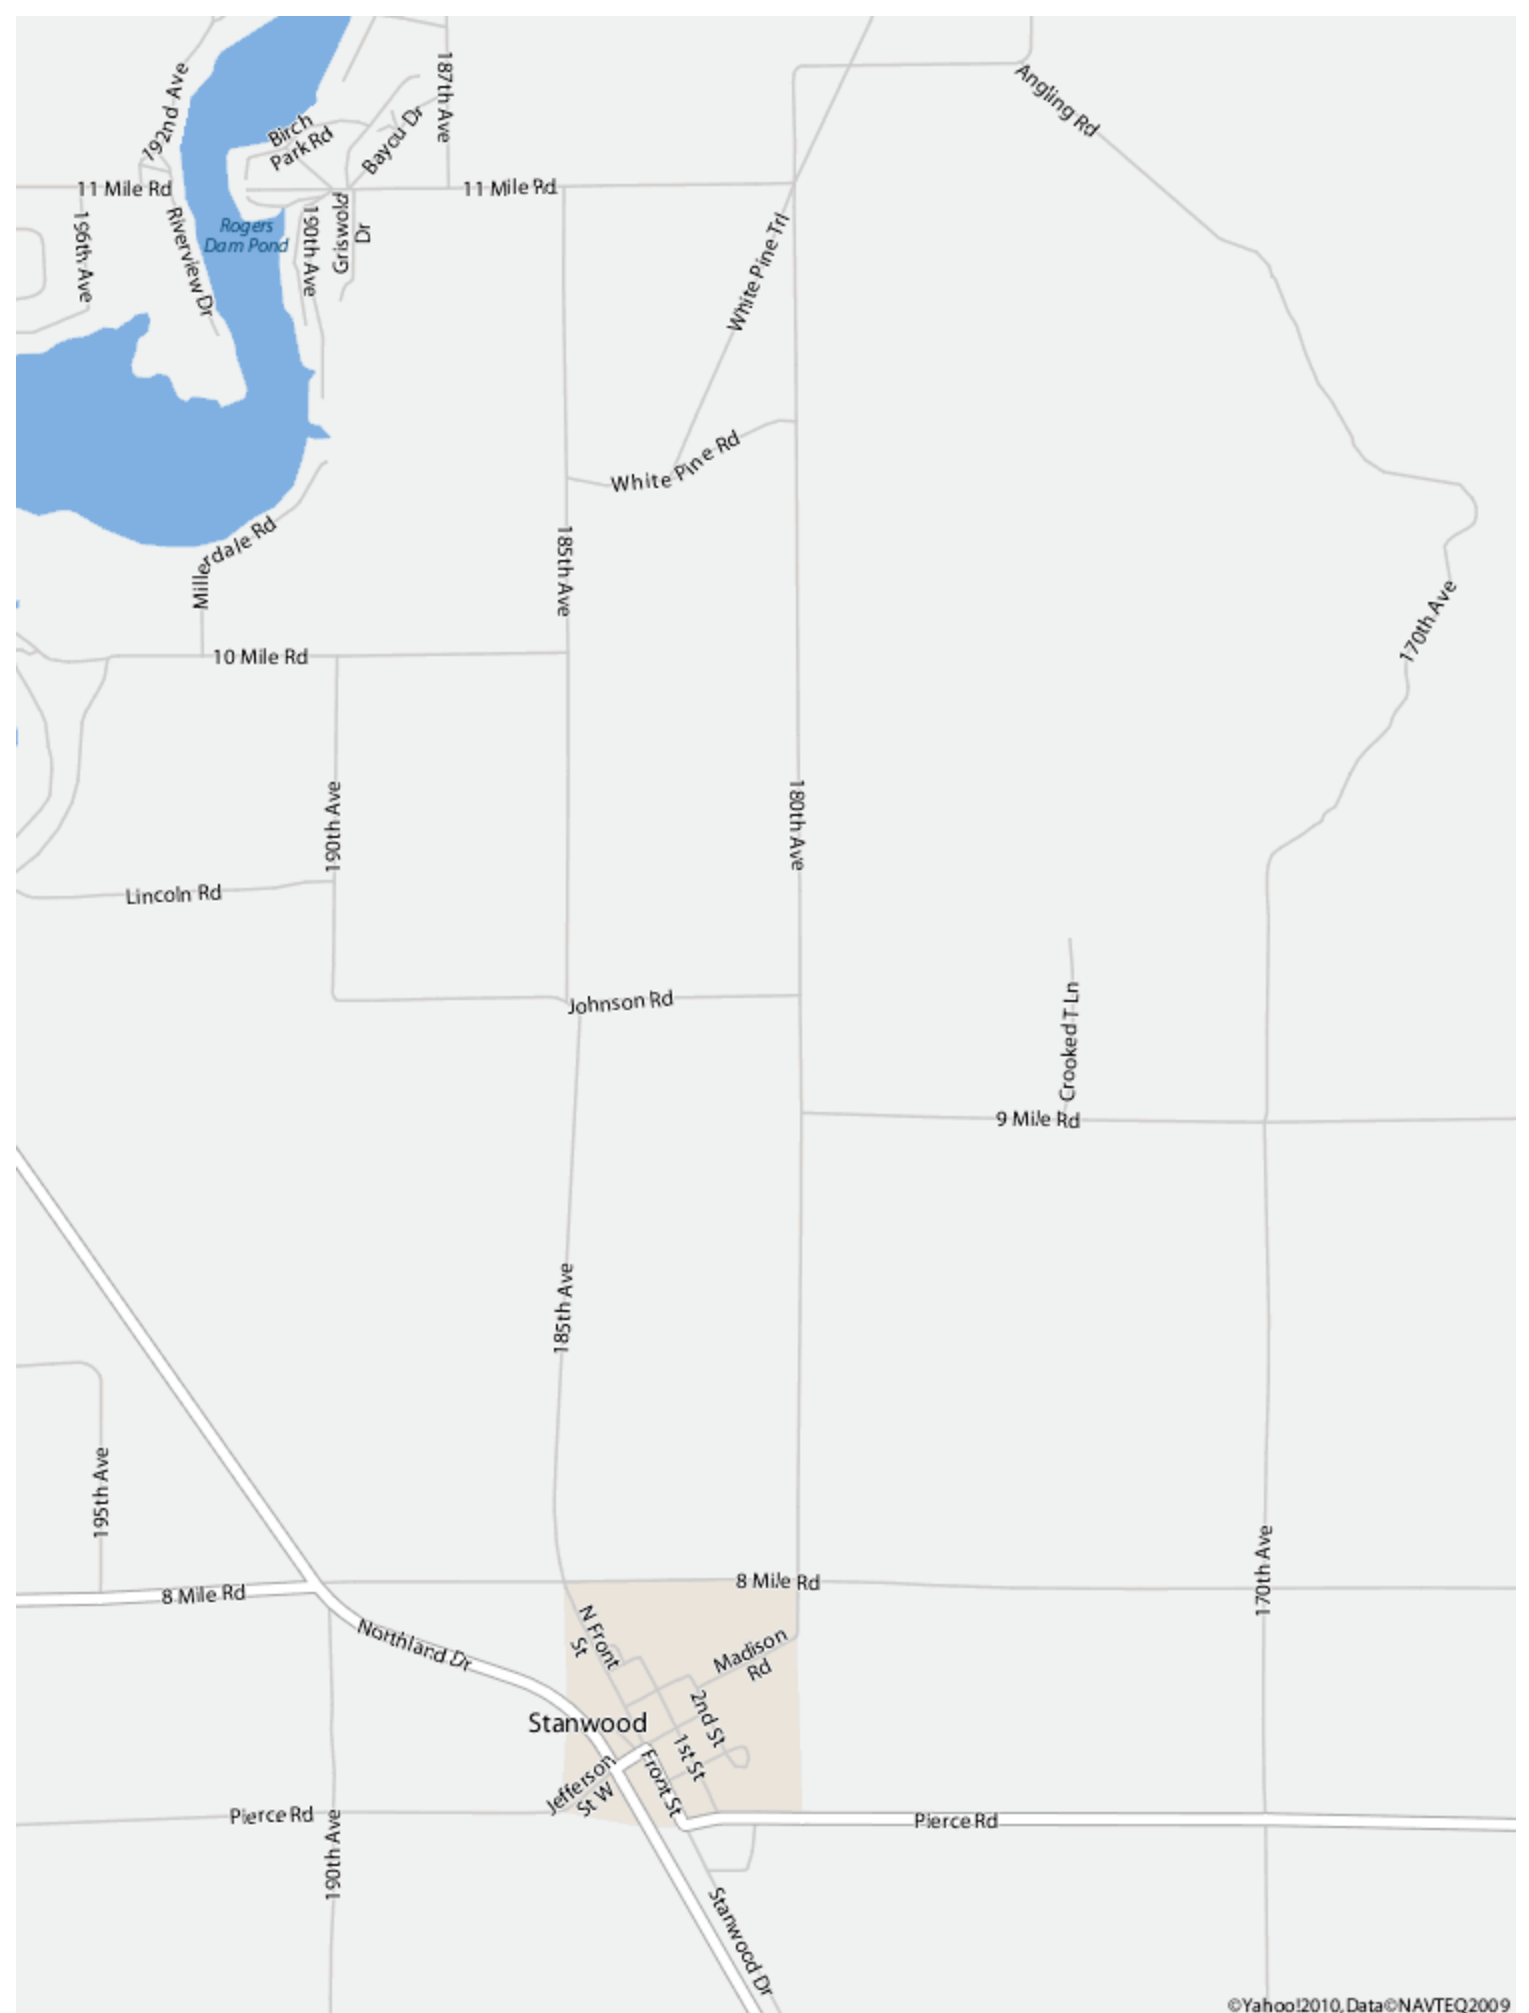 187th Ave
192nd Ave
Angling Rd
Birch
Park Rd
Bayou Dr
11 Mile Rd
11 Mile Rd
196th Ave
Riverview Dr
Rogers
Dam Pond
190th Ave
Griswold
Dr
White Pine Trl
White Pine Rd
Millerdale Rd
185th Ave
170th Ave
10 Mile Rd
190th Ave
180th Ave
Lincoln Rd
Johnson Rd
Crooked T Ln
9 Mile Rd
185th Ave
195th Ave
170th Ave
8 Mile Rd
8 Mile Rd
N Front
St
Northland Dr
Madison
Rd
2nd St
Stanwood
1st St
Front St
Jefferson
St W
Pierce Rd
Pierce Rd
190th Ave
Stanwood Dr
©Yahoo!2010, Data©NAVTEQ2009